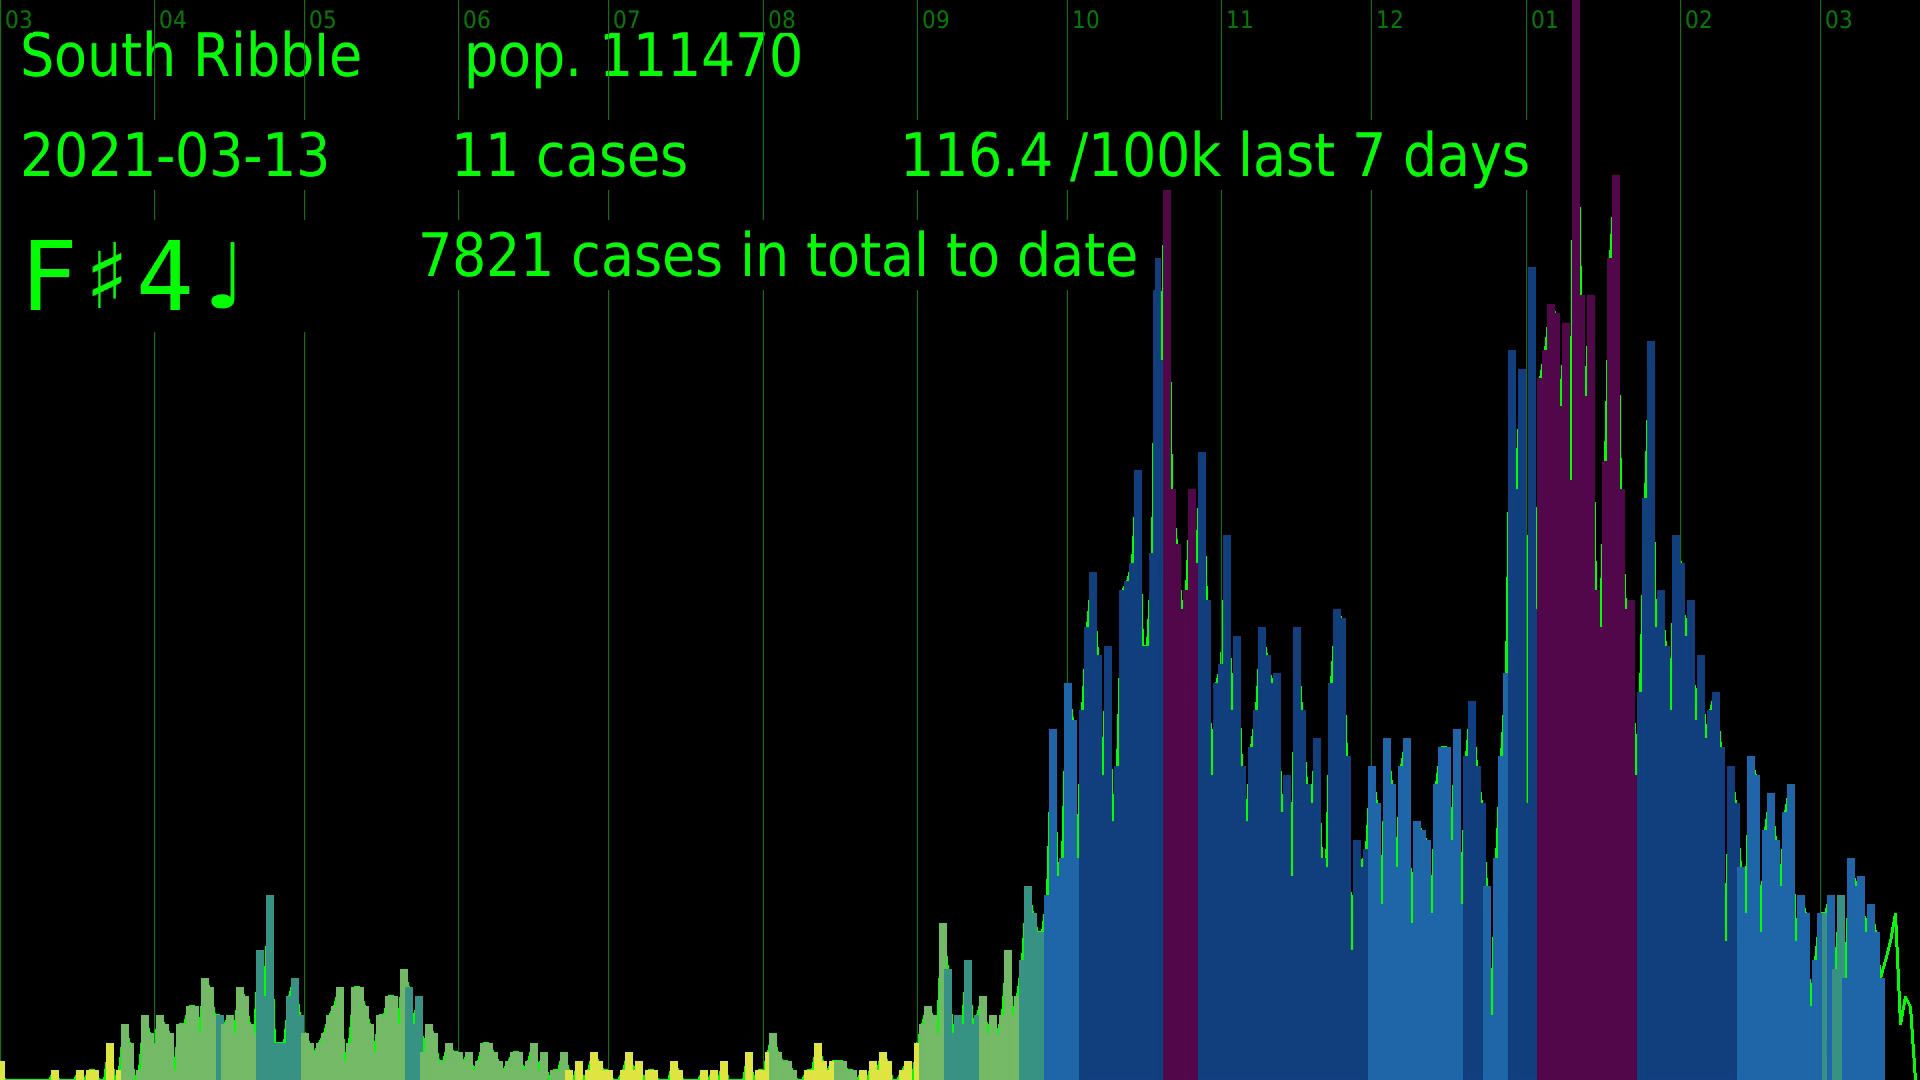 03 04 05 06 07 08 09 10 11 12 01 02 03
South Ribble pop. 111470
2021-03-13 11 cases 116.4 /100k last 7 days
F♯4♩ 7821 cases in total to date